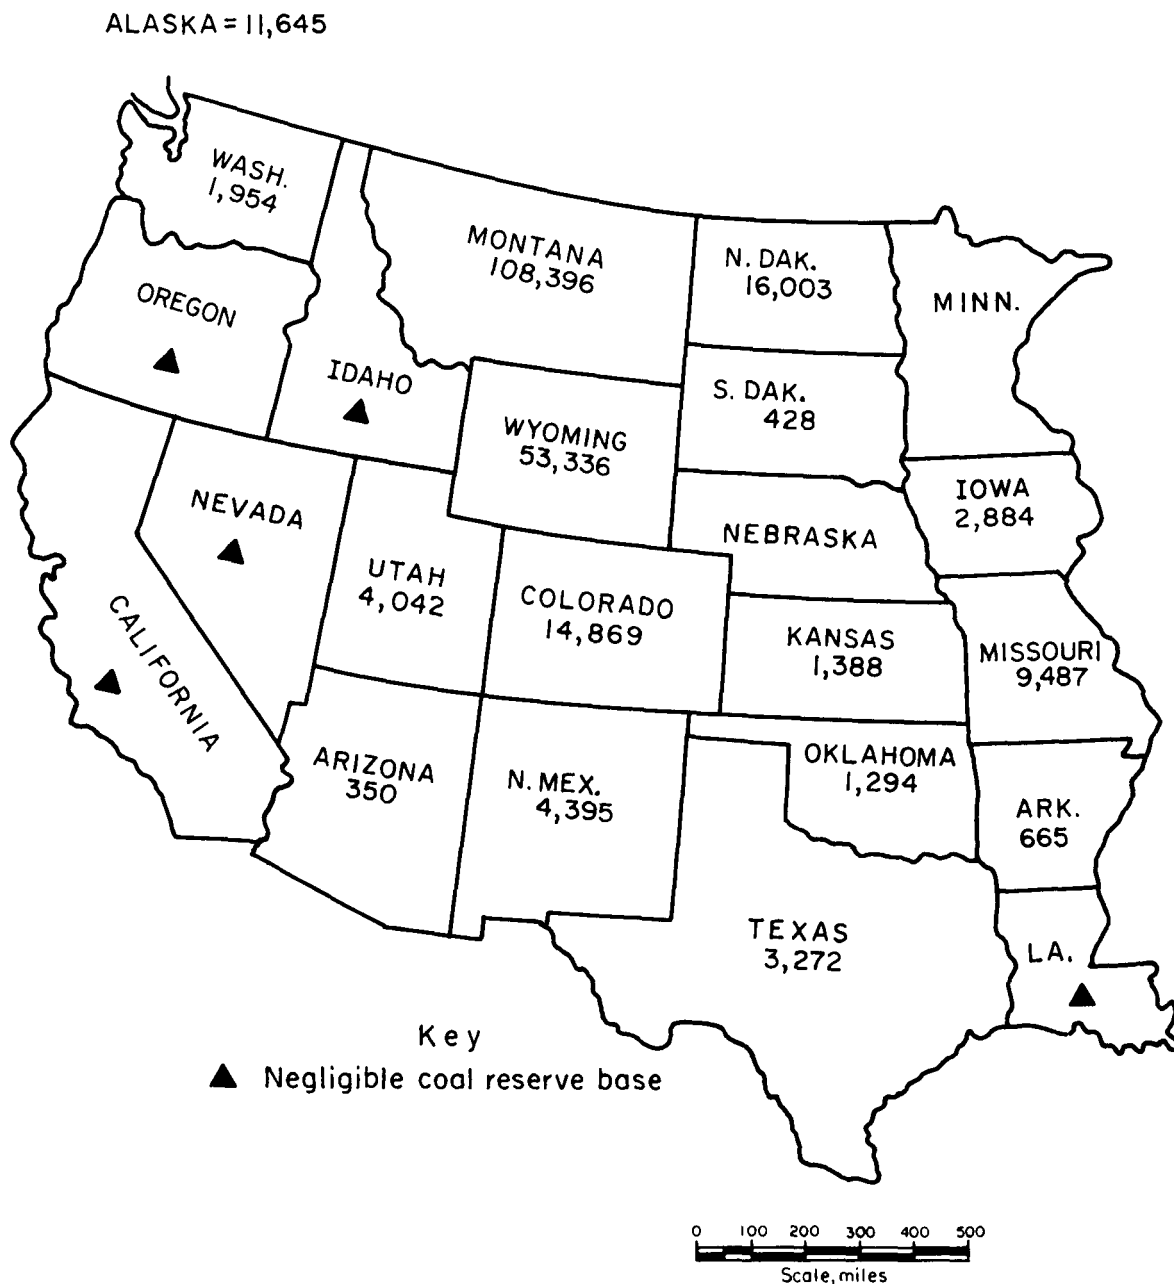 ALASKA = 11,645
WASH.
1,954
MONTANA
108,396
N. DAK.
16,003
MINN.
OREGON
IDAHO
S. DAK.
428
WYOMING
53,336
IOWA
2,884
NEVADA
NEBRASKA
UTAH
4,042
COLORADO
14,869
CALIFORNIA
KANSAS
1,388
MISSOURI
9,487
ARIZONA
350
N. MEX.
4,395
OKLAHOMA
1,294
ARK.
665
TEXAS
3,272
LA.
Key
▲ Negligible coal reserve base
0 100 200 300 400 500
Scale, miles